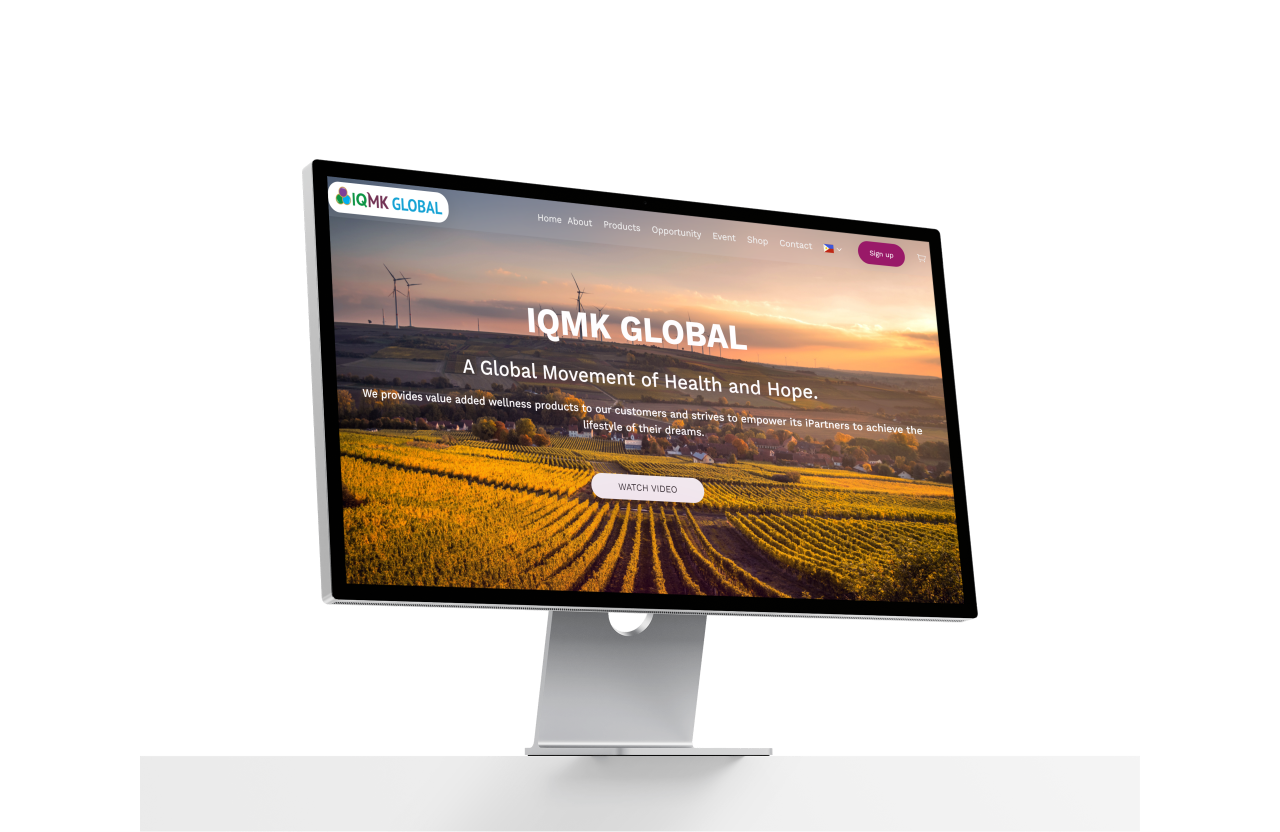 IQMK GLOBAL
Home About Products Opportunity Event Shop Contact Sign up
IQMK GLOBAL
A Global Movement of Health and Hope.
We provides value added wellness products to our customers and strives to empower its iPartners to achieve the
lifestyle of their dreams.
WATCH VIDEO